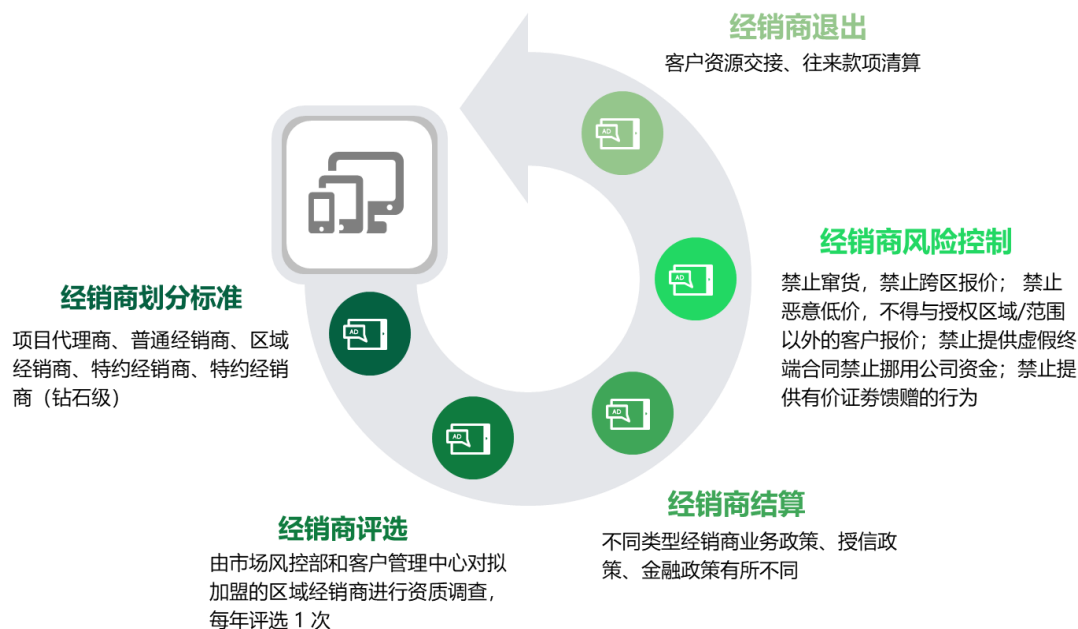 经销商退出
客户资源交接、往来款项清算
AD
经销商风险控制
禁止窜货，禁止跨区报价； 禁止
恶意低价，不得与授权区域/范围
以外的客户报价；禁止提供虚假终
端合同禁止挪用公司资金；禁止提
供有价证券馈赠的行为
AD
经销商划分标准
项目代理商、普通经销商、区域
经销商、特约经销商、特约经销
商（钻石级）
AD
AD
AD
经销商结算
不同类型经销商业务政策、授信政
策、金融政策有所不同
经销商评选
由市场风控部和客户管理中心对拟
加盟的区域经销商进行资质调查，
每年评选 1 次